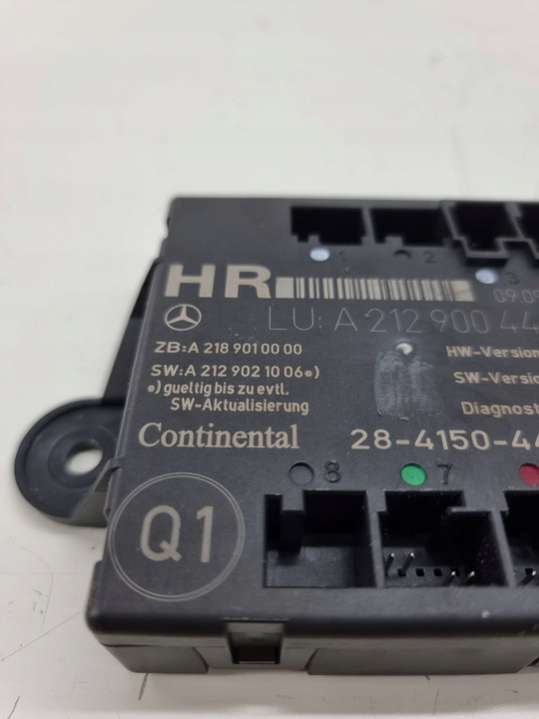 1 2 3
HR 09.0
LU: A 212 900 44
ZB: A 218 901 00 00 HW-Version
SW: A 212 902 10 06 •) SW-Versio
•) gueltig bis zu evtl. Diagnost
SW-Aktualisierung
Continental 28-4150-44
8 7
Q1